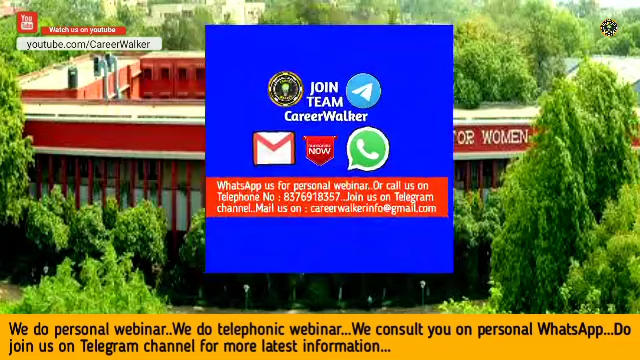 You
Tube
Watch us on youtube
youtube.com/CareerWalker
JOIN
TEAM
CareerWalker
NOW
OR WOMEN
WhatsApp us for personal webinar..Or call us on
Telephone No : 8376918357...Join us on Telegram
channel..Mail us on : careerwalkerinfo@gmail.com
We do personal webinar..We do telephonic webinar...We consult you on personal WhatsApp...Do
join us on Telegram channel for more latest information...